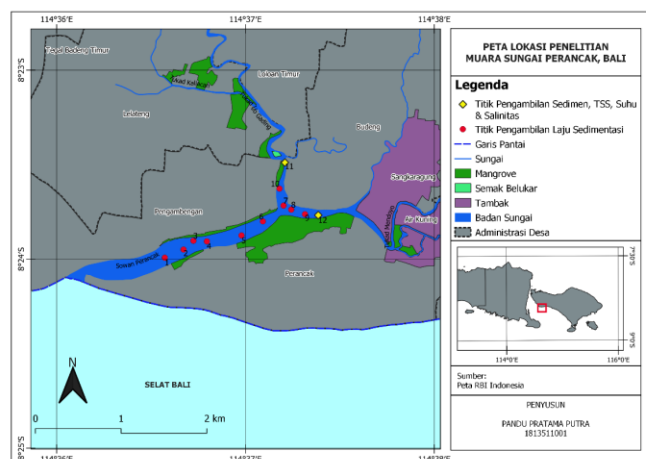 114°36'E
114°37'E
114°38'E
8°23'S
8°24'S
8°25'S
Tegal Badeng Timur
Loloan Timur
Lelateng
Budeng
Sangkaragung
Air Kuning
Pengambengan
Perancak
Sowan Perancak
11
10
7
8
9
12
6
5
3
4
2
1
N
SELAT BALI
0 1 2 km
PETA LOKASI PENELITIAN
MUARA SUNGAI PERANCAK, BALI
Legenda
Titik Pengambilan Sedimen, TSS, Suhu
& Salinitas
Titik Pengambilan Laju Sedimentasi
Garis Pantai
Sungai
Mangrove
Semak Belukar
Tambak
Badan Sungai
Administrasi Desa
114°0'E
116°0'E
Sumber:
Peta RBI Indonesia
PENYUSUN
PANDU PRATAMA PUTRA
1813511001